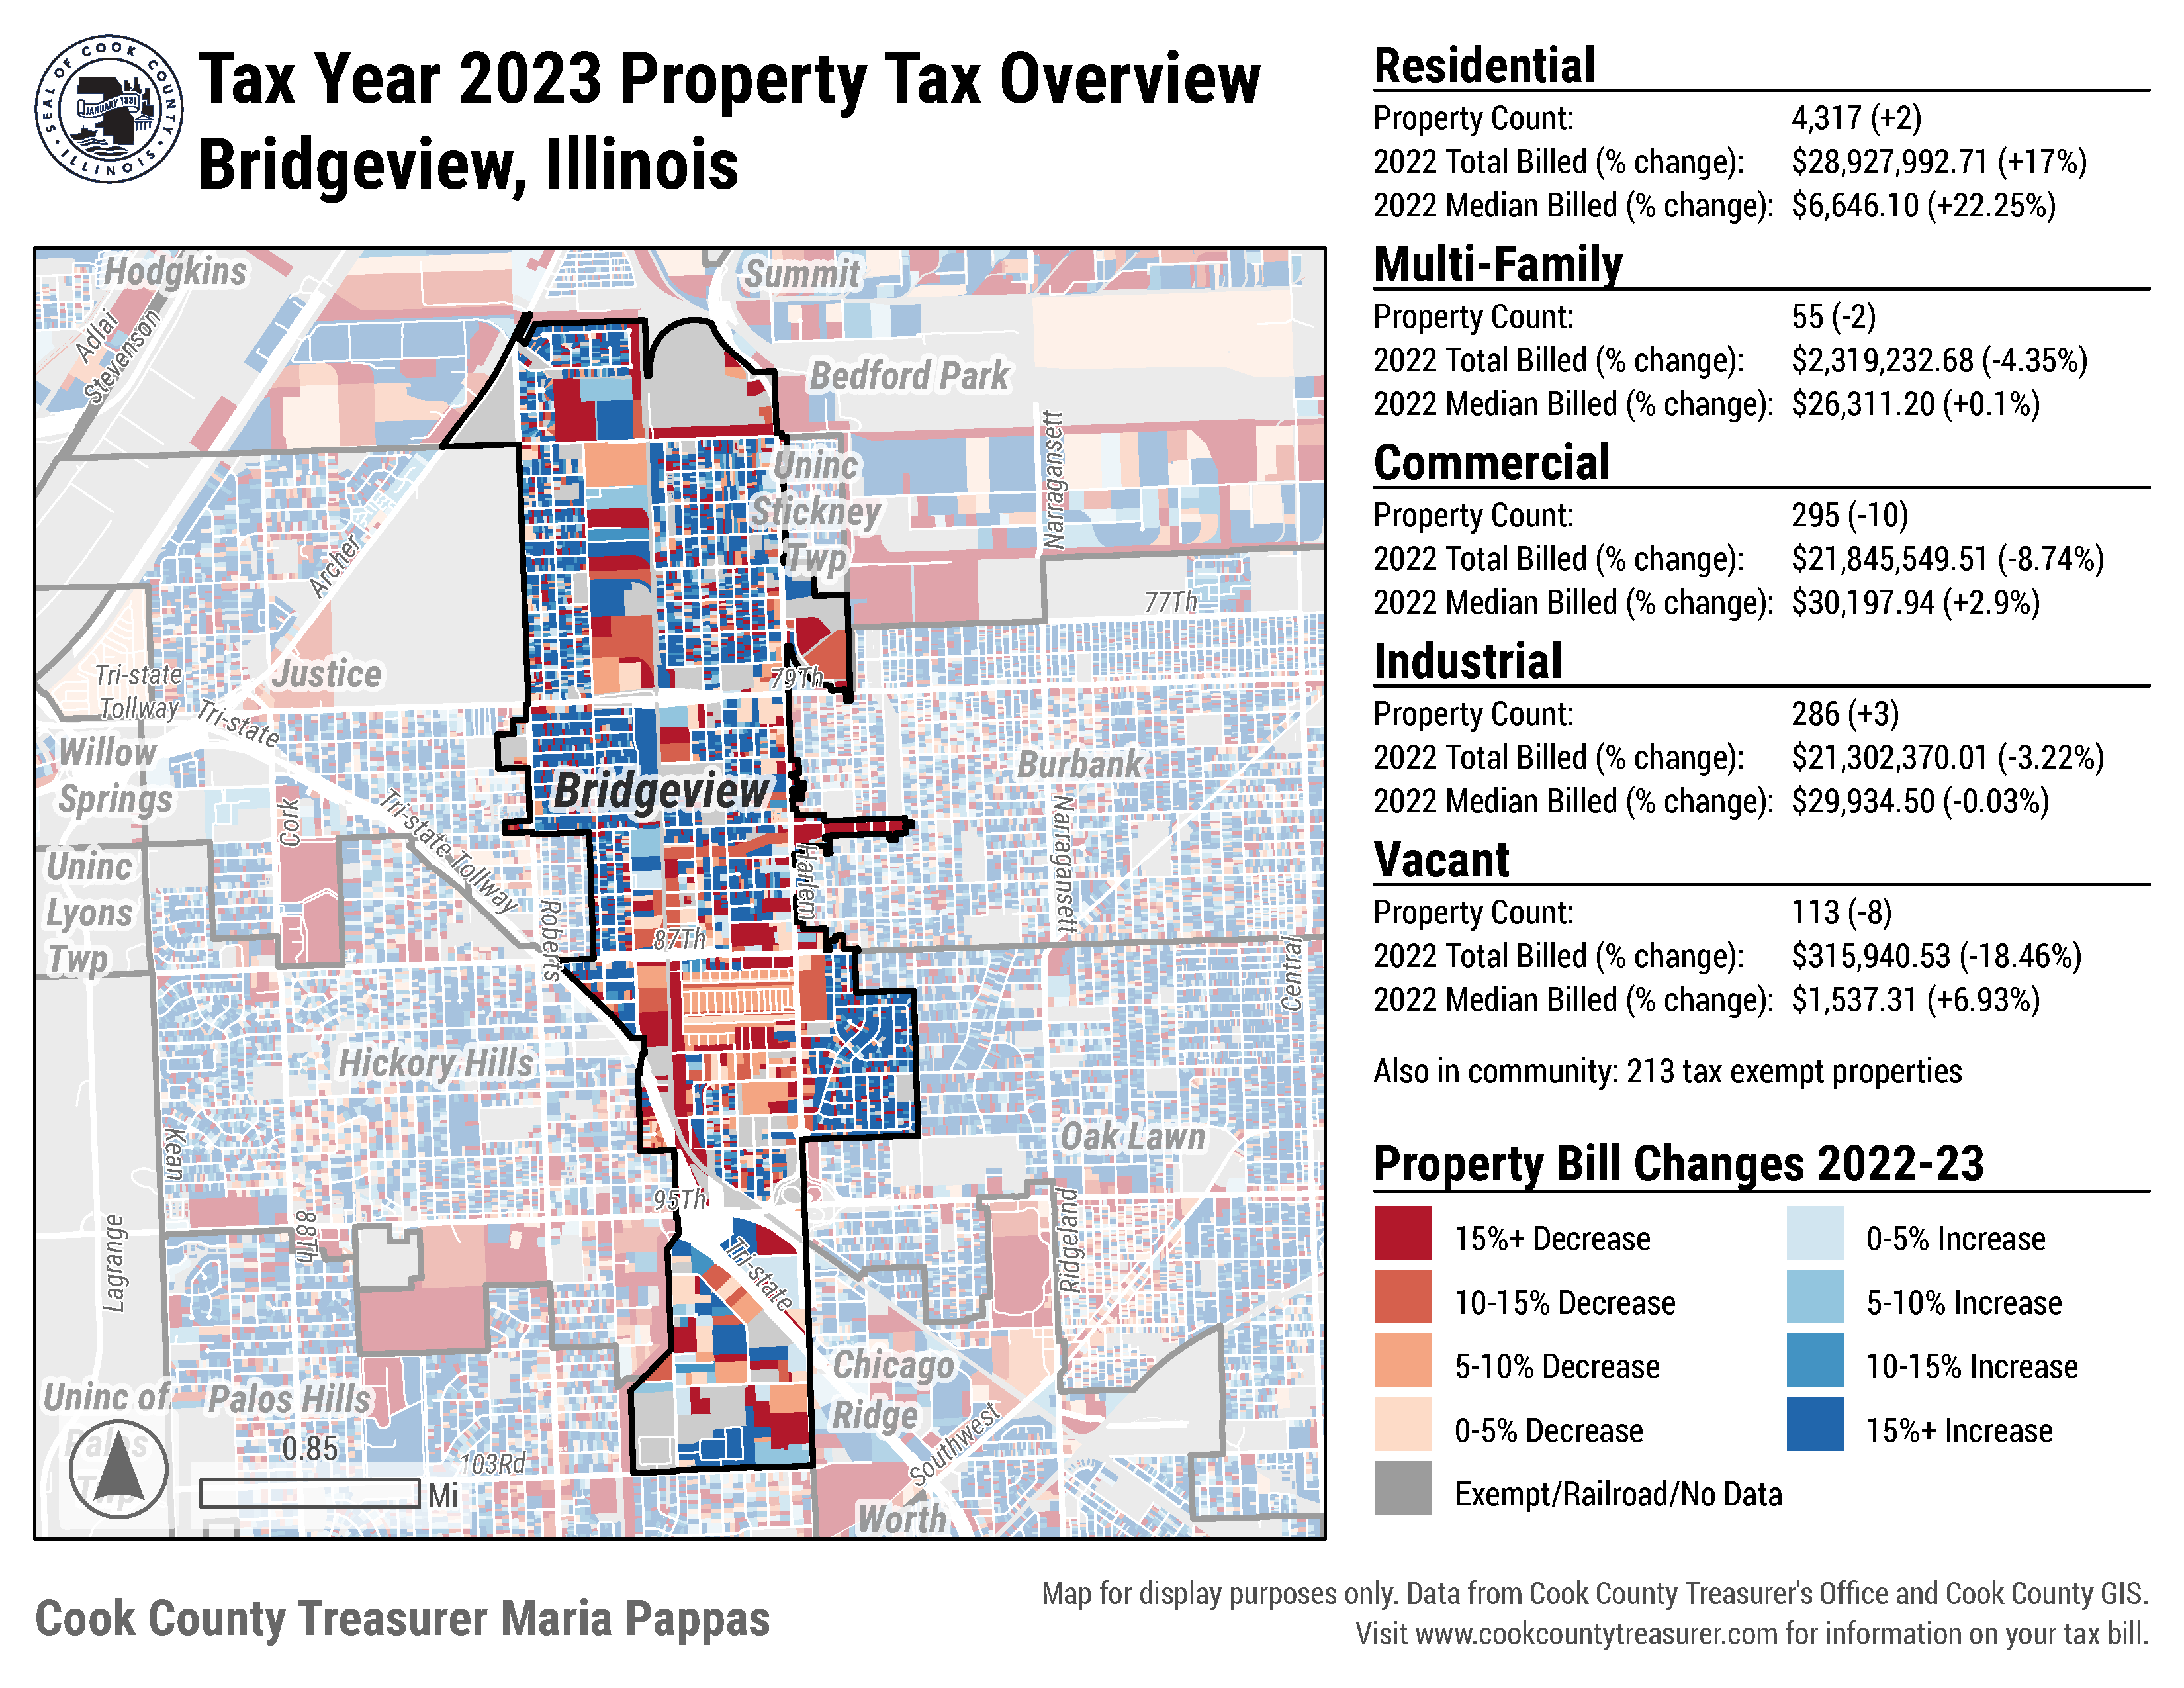 SEAL OF COOK COUNTY
ILLINOIS
JANUARY 1831
Tax Year 2023 Property Tax Overview
Bridgeview, Illinois
Residential
Property Count: 4,317 (+2)
2022 Total Billed (% change): $28,927,992.71 (+17%)
2022 Median Billed (% change): $6,646.10 (+22.25%)
Multi-Family
Property Count: 55 (-2)
2022 Total Billed (% change): $2,319,232.68 (-4.35%)
2022 Median Billed (% change): $26,311.20 (+0.1%)
Commercial
Property Count: 295 (-10)
2022 Total Billed (% change): $21,845,549.51 (-8.74%)
2022 Median Billed (% change): $30,197.94 (+2.9%)
Industrial
Property Count: 286 (+3)
2022 Total Billed (% change): $21,302,370.01 (-3.22%)
2022 Median Billed (% change): $29,934.50 (-0.03%)
Vacant
Property Count: 113 (-8)
2022 Total Billed (% change): $315,940.53 (-18.46%)
2022 Median Billed (% change): $1,537.31 (+6.93%)
Also in community: 213 tax exempt properties
Property Bill Changes 2022-23
15%+ Decrease
10-15% Decrease
5-10% Decrease
0-5% Decrease
Exempt/Railroad/No Data
0-5% Increase
5-10% Increase
10-15% Increase
15%+ Increase
Hodgkins
Summit
Adlai
Stevenson
Bedford Park
Narragansett
Uninc
Stickney
Twp
Archer
77Th
Justice
79Th
Tri-state
Tollway
Tri-state
Willow
Springs
Burbank
Bridgeview
Cork
Tri-state Tollway
Narragansett
Harlem
Uninc
Lyons
Twp
Roberts
87Th
Central
Hickory Hills
Oak Lawn
Kean
95Th
Ridgeland
88Th
Lagrange
Tri-state
Chicago
Ridge
Uninc of
Palos
Twp
Palos Hills
Southwest
103Rd
Worth
0.85
Mi
Cook County Treasurer Maria Pappas
Map for display purposes only. Data from Cook County Treasurer's Office and Cook County GIS.
Visit www.cookcountytreasurer.com for information on your tax bill.